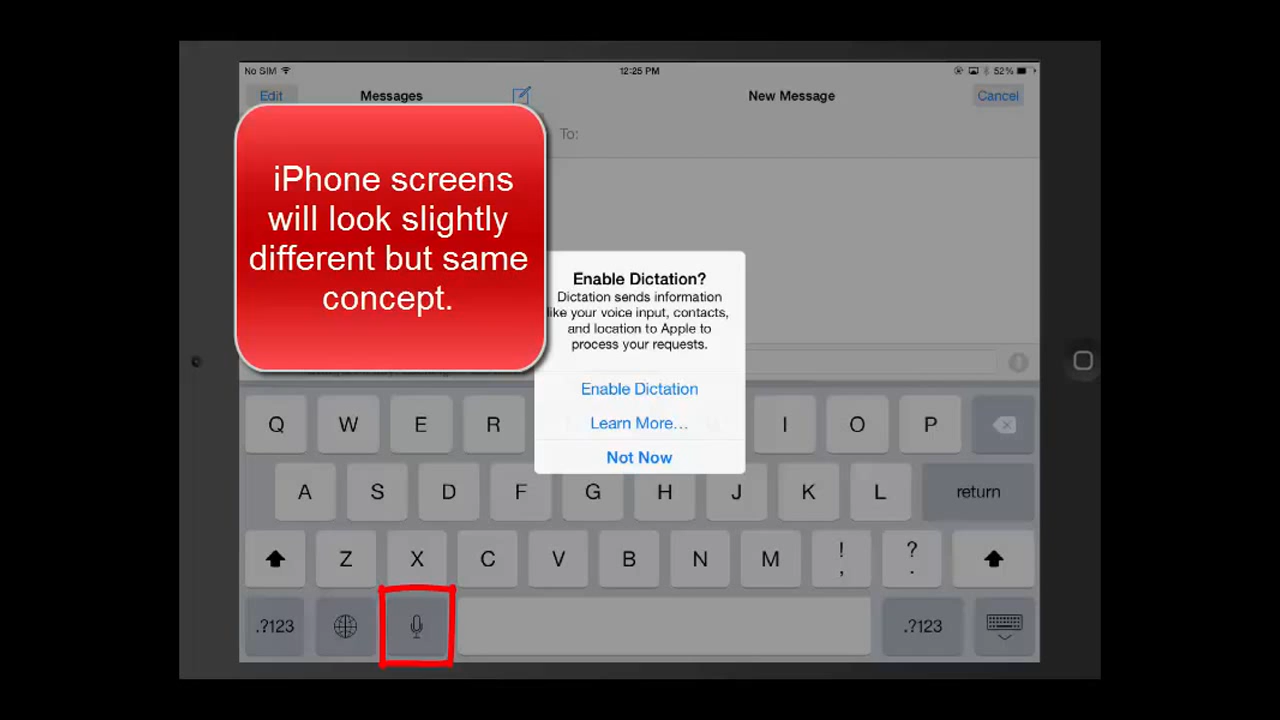 No SIM
12:25 PM
52%
Edit
Messages
New Message
Cancel
To:
iPhone screens
will look slightly
different but same
concept.
Enable Dictation?
Dictation sends information
like your voice input, contacts,
and location to Apple to
process your requests.
Enable Dictation
Learn More...
Not Now
Q W E R I O P
A S D F G H J K L return
Z X C V B N M ! , ? .
.?123 .?123